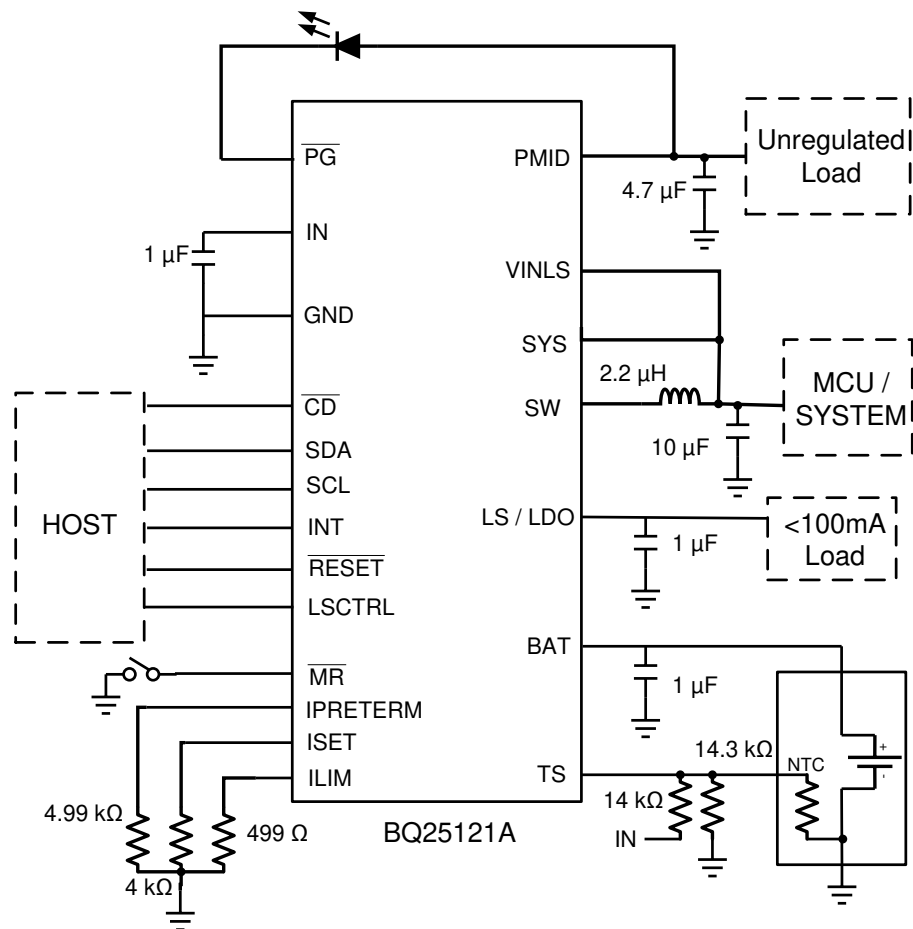 PG
PMID
Unregulated
Load
4.7 µF
IN
1 µF
VINLS
GND
SYS
2.2 µH
SW
MCU /
SYSTEM
10 µF
HOST
CD
SDA
SCL
INT
RESET
LSCTRL
LS / LDO
<100mA
Load
1 µF
BAT
1 µF
MR
IPRETERM
ISET
ILIM
TS
14.3 kΩ
NTC
+
-
14 kΩ
IN
4.99 kΩ
499 Ω
4 kΩ
BQ25121A